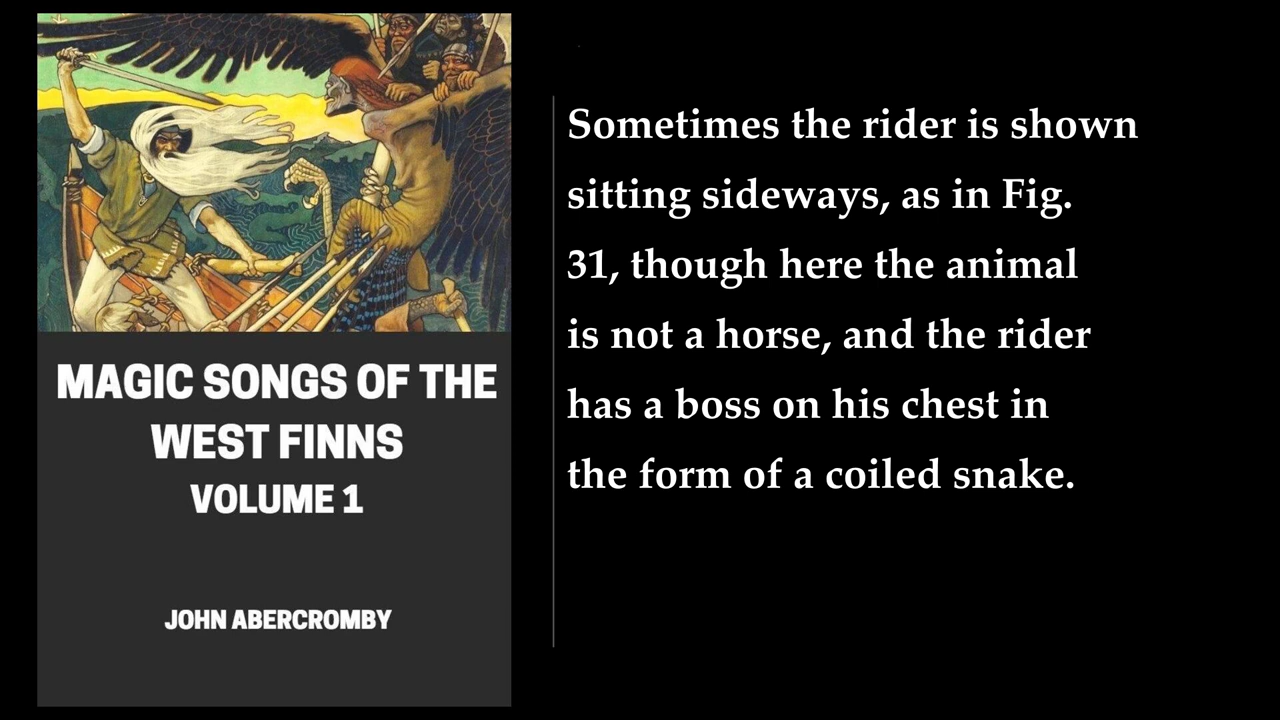 MAGIC SONGS OF THE
WEST FINNS
VOLUME 1
JOHN ABERCROMBY
Sometimes the rider is shown
sitting sideways, as in Fig.
31, though here the animal
is not a horse, and the rider
has a boss on his chest in
the form of a coiled snake.